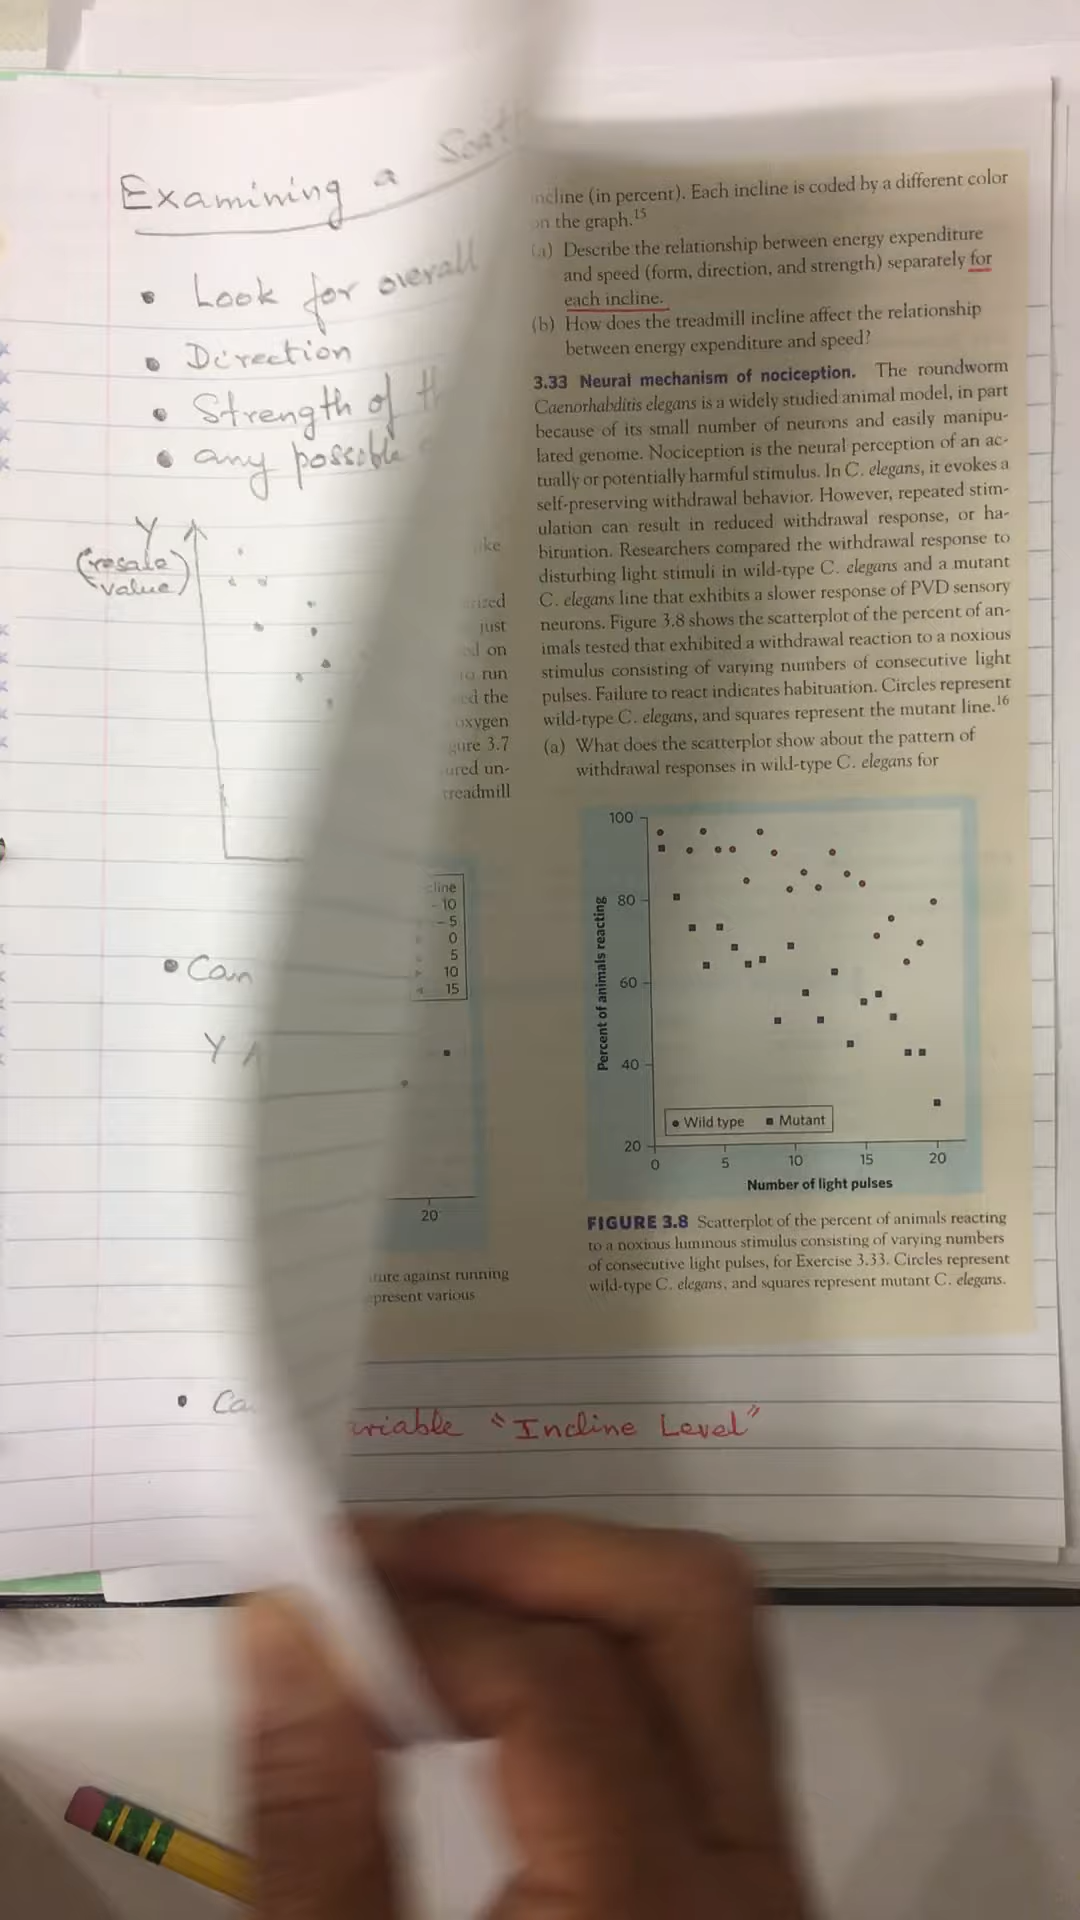 Examining a
• Look for overall
• Direction
• Strength of
• any possible
Y
(resale
value)
• Can
Y
incline (in percent). Each incline is coded by a different color
on the graph.15
(a) Describe the relationship between energy expenditure
and speed (form, direction, and strength) separately for
each incline.
(b) How does the treadmill incline affect the relationship
between energy expenditure and speed?
3.33 Neural mechanism of nociception. The roundworm
Caenorhabditis elegans is a widely studied animal model, in part
because of its small number of neurons and easily manipu-
lated genome. Nociception is the neural perception of an ac-
tually or potentially harmful stimulus. In C. elegans, it evokes a
self-preserving withdrawal behavior. However, repeated stim-
ulation can result in reduced withdrawal response, or ha-
bituation. Researchers compared the withdrawal response to
disturbing light stimuli in wild-type C. elegans and a mutant
C. elegans line that exhibits a slower response of PVD sensory
neurons. Figure 3.8 shows the scatterplot of the percent of an-
imals tested that exhibited a withdrawal reaction to a noxious
stimulus consisting of varying numbers of consecutive light
pulses. Failure to react indicates habituation. Circles represent
wild-type C. elegans, and squares represent the mutant line.16
(a) What does the scatterplot show about the pattern of
withdrawal responses in wild-type C. elegans for
just
on
run
the
oxygen
3.7
un-
treadmill
10
5
0
5
10
15
20
against running
present various
100
80
60
40
20
Percent of animals reacting
• Wild type ■ Mutant
0 5 10 15 20
Number of light pulses
FIGURE 3.8 Scatterplot of the percent of animals reacting
to a noxious luminous stimulus consisting of varying numbers
of consecutive light pulses, for Exercise 3.33. Circles represent
wild-type C. elegans, and squares represent mutant C. elegans.
"Incline Level"